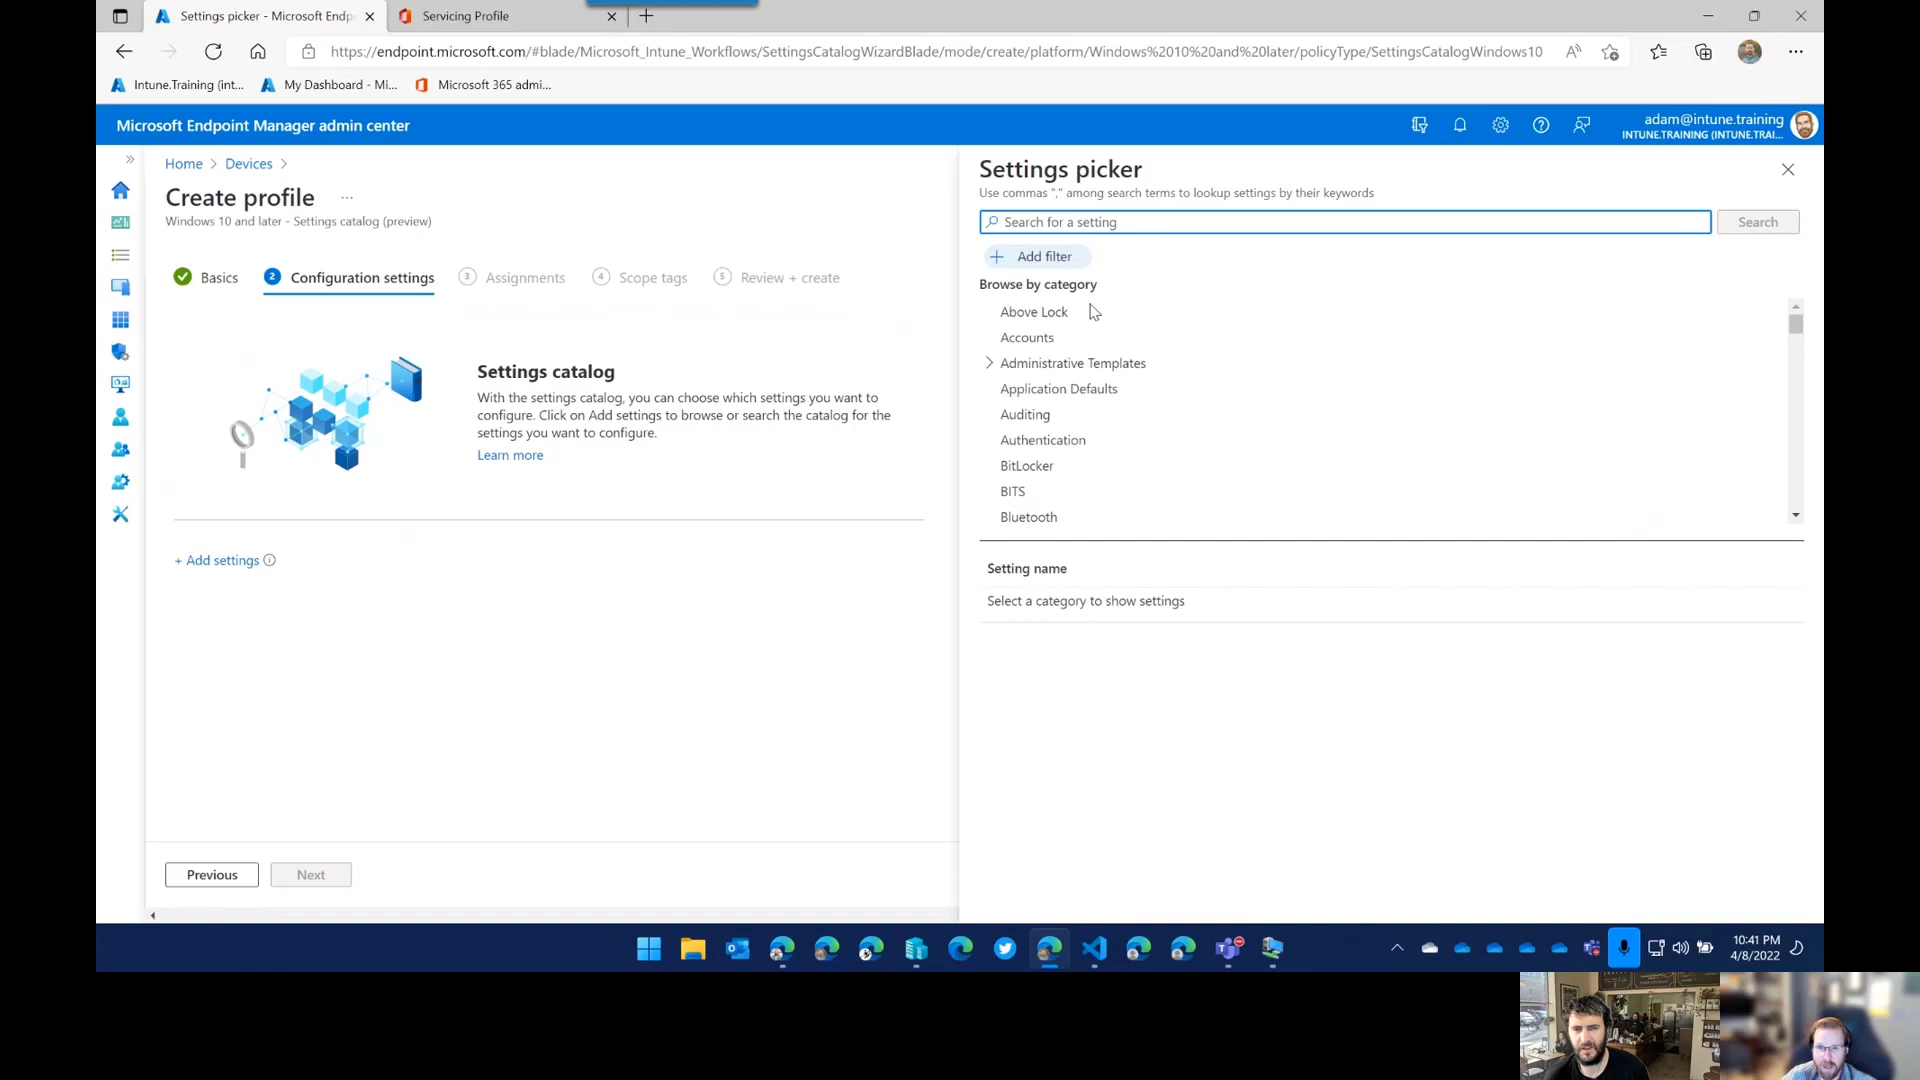 Settings picker - Microsoft Endp
Servicing Profile
https://endpoint.microsoft.com/#blade/Microsoft_Intune_Workflows/SettingsCatalogWizardBlade/mode/create/platform/Windows%2010%20and%20later/policyType/SettingsCatalogWindows10
Intune.Training (int...
My Dashboard - Mi...
Microsoft 365 admi...
Microsoft Endpoint Manager admin center
adam@intune.training
INTUNE.TRAINING (INTUNE.TRAI...
Home > Devices >
Create profile ...
Windows 10 and later - Settings catalog (preview)
Basics
2 Configuration settings
3 Assignments
4 Scope tags
5 Review + create
Settings catalog
With the settings catalog, you can choose which settings you want to
configure. Click on Add settings to browse or search the catalog for the
settings you want to configure.
Learn more
+ Add settings
Previous
Next
Settings picker
Use commas "," among search terms to lookup settings by their keywords
Search for a setting
Search
+ Add filter
Browse by category
Above Lock
Accounts
Administrative Templates
Application Defaults
Auditing
Authentication
BitLocker
BITS
Bluetooth
Setting name
Select a category to show settings
10:41 PM
4/8/2022